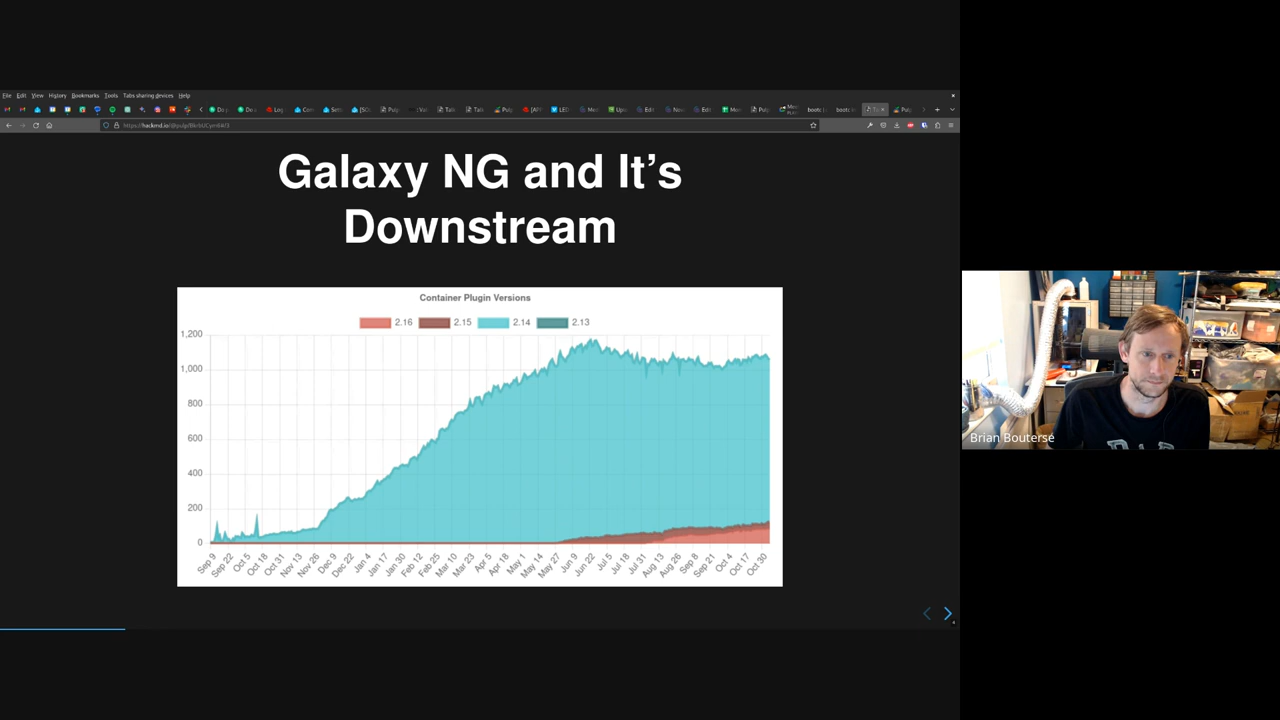 File Edit View History Bookmarks Tools Tabs sharing devices Help
Galaxy NG and It’s
Downstream
Container Plugin Versions
2.16 2.15 2.14 2.13
1,200
1,000
800
600
400
200
0
Sep 9 Sep 22 Oct 5 Oct 18 Oct 31 Nov 13 Nov 26 Dec 9 Dec 22 Jan 4 Jan 17 Jan 30 Feb 12 Feb 25 Mar 10 Mar 23 Apr 5 Apr 18 May 1 May 14 May 27 Jun 9 Jun 22 Jul 5 Jul 18 Jul 31 Aug 13 Aug 26 Sep 8 Sep 21 Oct 4 Oct 17 Oct 30
Brian Bouterse